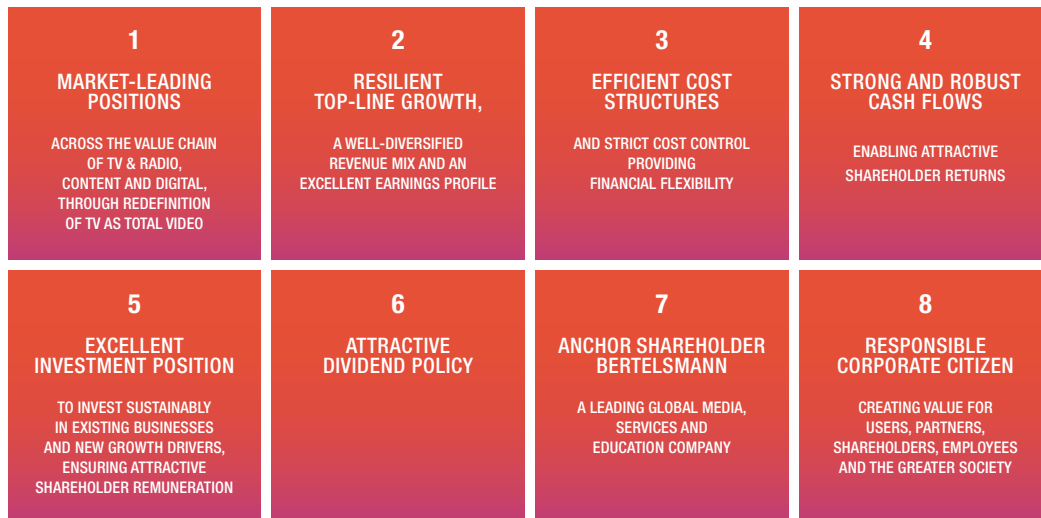 1
MARKET-LEADING
POSITIONS
ACROSS THE VALUE CHAIN
OF TV & RADIO,
CONTENT AND DIGITAL,
THROUGH REDEFINITION
OF TV AS TOTAL VIDEO
2
RESILIENT
TOP-LINE GROWTH,
A WELL-DIVERSIFIED
REVENUE MIX AND AN
EXCELLENT EARNINGS PROFILE
3
EFFICIENT COST
STRUCTURES
AND STRICT COST CONTROL
PROVIDING
FINANCIAL FLEXIBILITY
4
STRONG AND ROBUST
CASH FLOWS
ENABLING ATTRACTIVE
SHAREHOLDER RETURNS
5
EXCELLENT
INVESTMENT POSITION
TO INVEST SUSTAINABLY
IN EXISTING BUSINESSES
AND NEW GROWTH DRIVERS,
ENSURING ATTRACTIVE
SHAREHOLDER REMUNERATION
6
ATTRACTIVE
DIVIDEND POLICY
7
ANCHOR SHAREHOLDER
BERTELSMANN
A LEADING GLOBAL MEDIA,
SERVICES AND
EDUCATION COMPANY
8
RESPONSIBLE
CORPORATE CITIZEN
CREATING VALUE FOR
USERS, PARTNERS,
SHAREHOLDERS, EMPLOYEES
AND THE GREATER SOCIETY